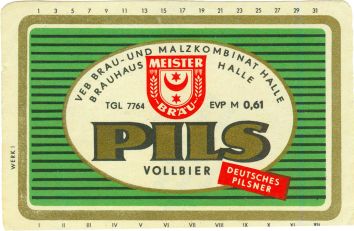 1 3 5 7 9 11 13 15 17 19 21 23 25 27 29 31
VEB BRAU-UND MALZKOMBINAT HALLE
BRAUHAUS HALLE
MEISTER
BRÄU
TGL 7764 EVP M 0,61
PILS
VOLLBIER
DEUTSCHES
PILSNER
WERK I
I II III IV V VI VII VIII IX X XI XII